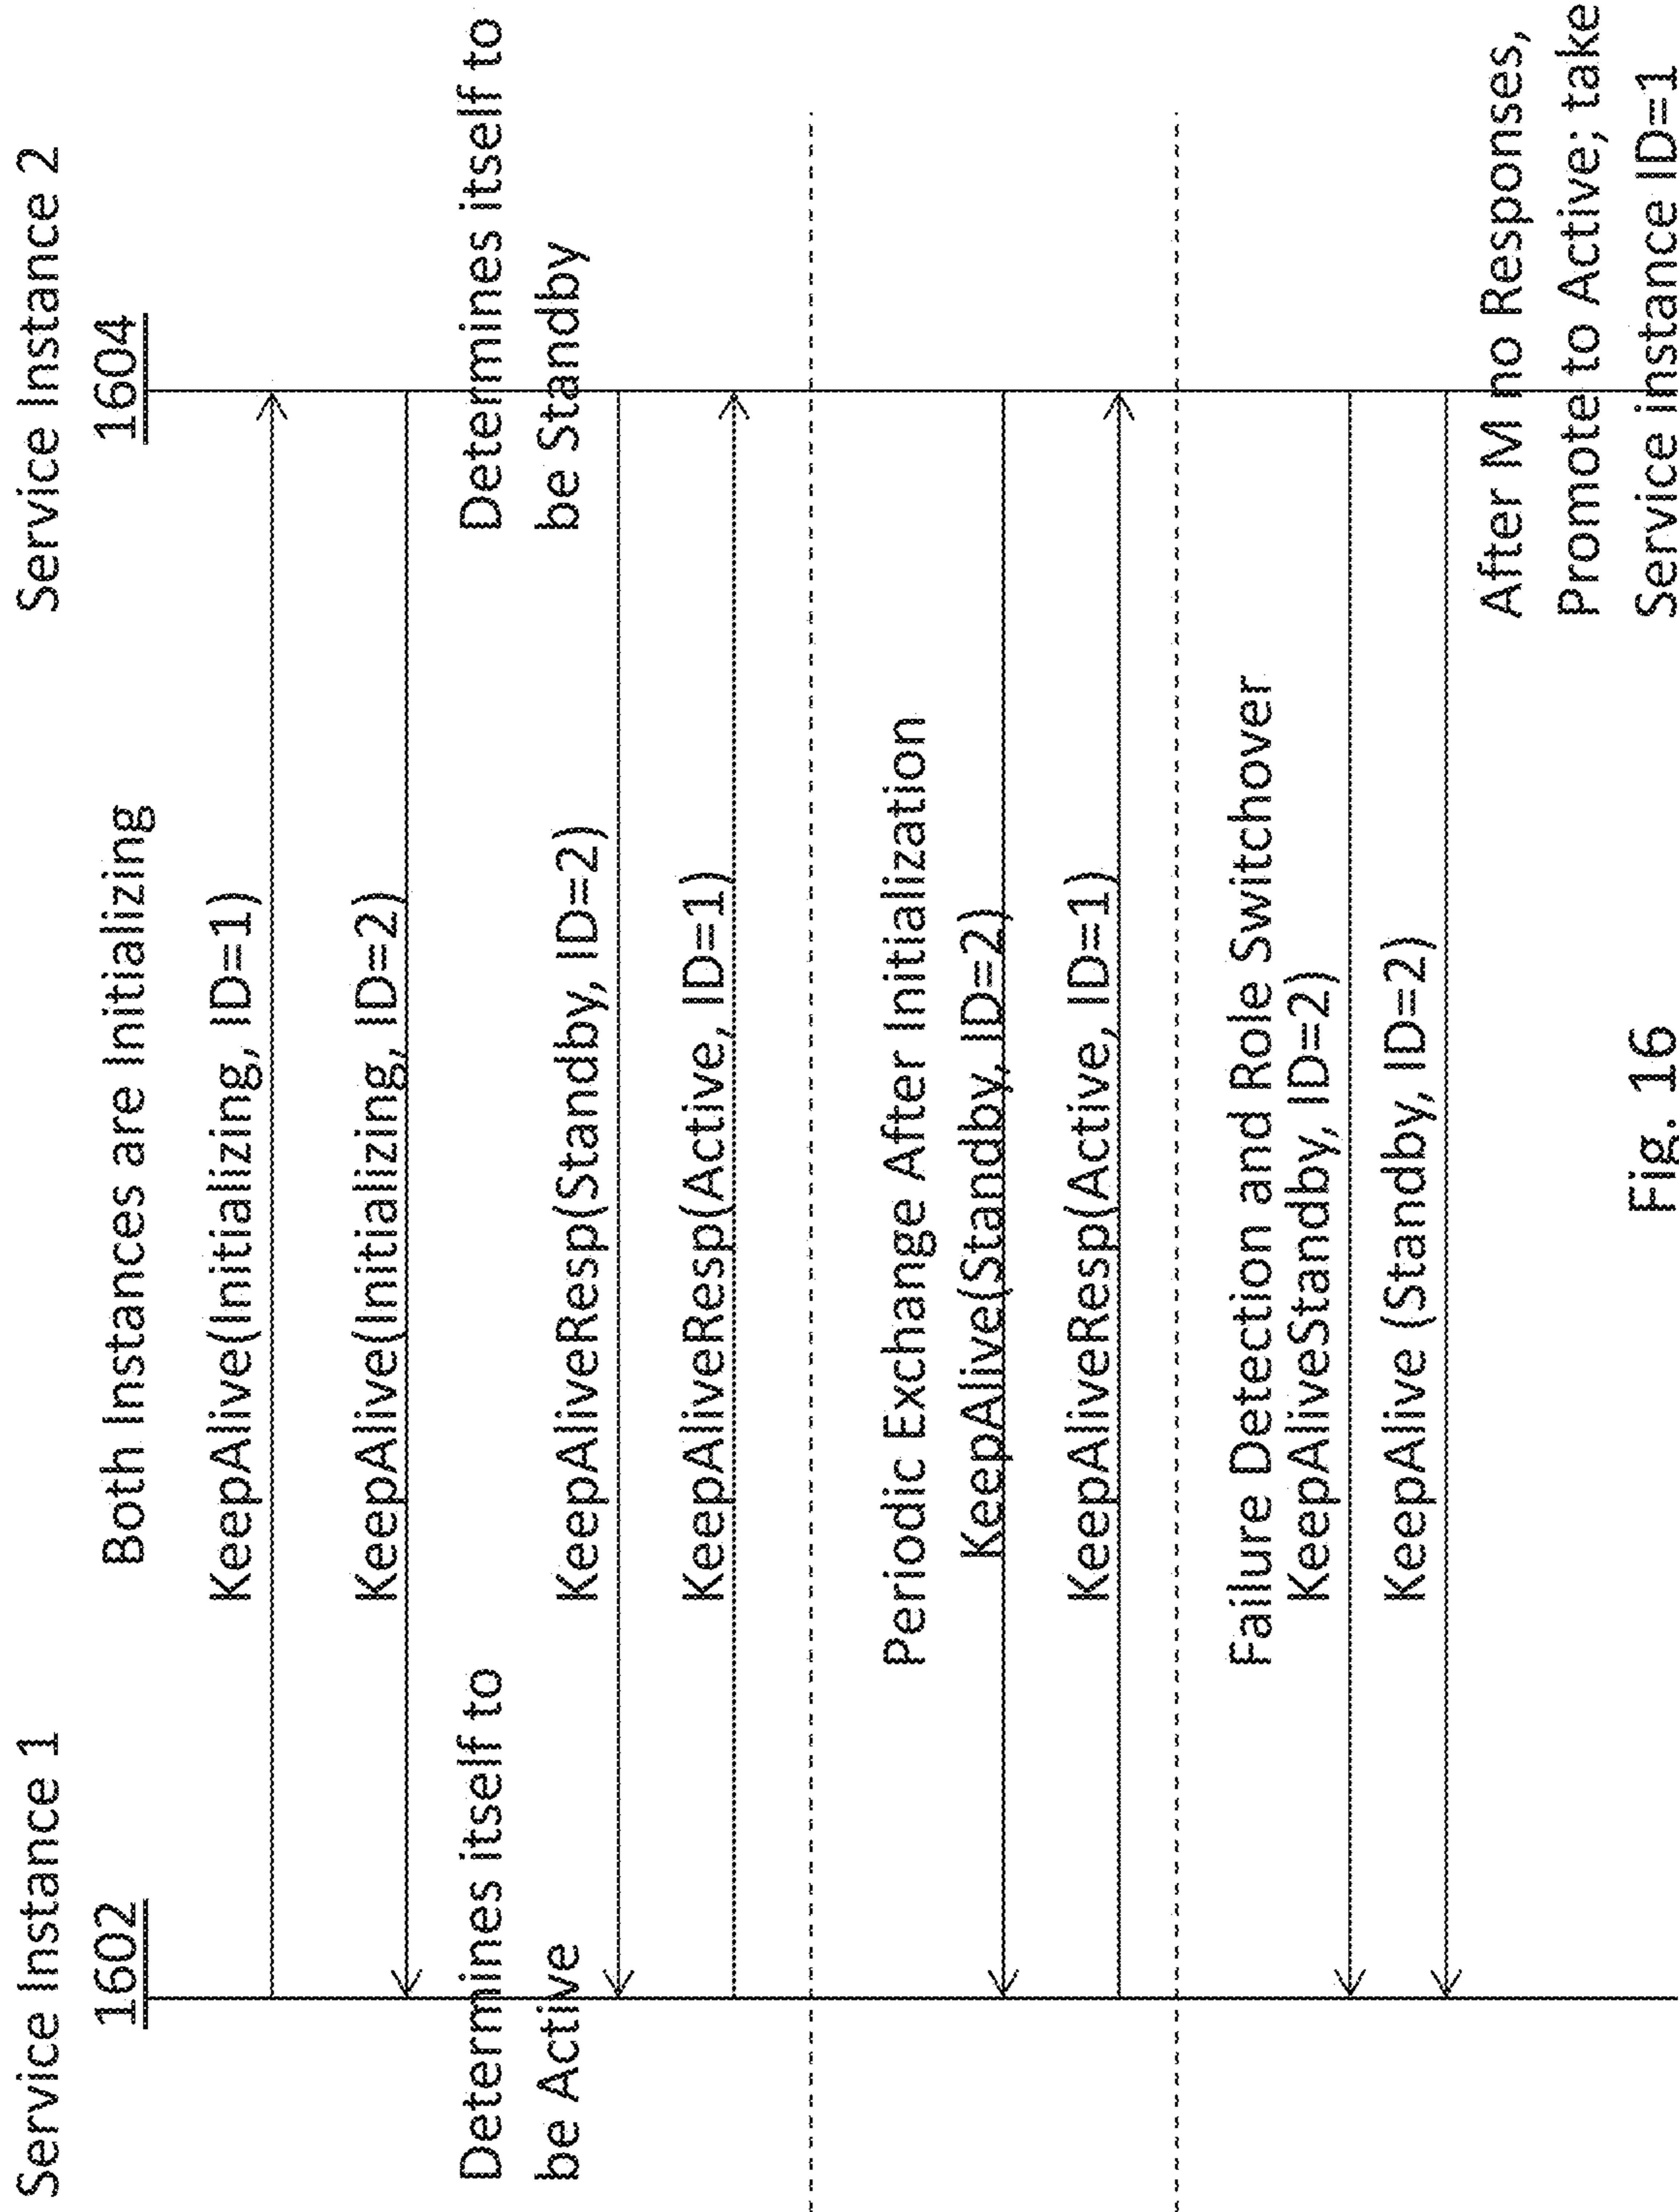 Service Instance 1
Service Instance 2
1602
1604
Both Instances are Initializing
KeepAlive(Initializing, ID=1)
KeepAlive(Initializing, ID=2)
Determines itself to
be Active
Determines itself to
be Standby
KeepAliveResp(Standby, ID=2)
KeepAliveResp(Active, ID=1)
Periodic Exchange After Initialization
KeepAlive(Standby, ID=2)
KeepAliveResp(Active, ID=1)
Failure Detection and Role Switchover
KeepAliveStandby, ID=2)
KeepAlive (Standby, ID=2)
After M no Responses,
Promote to Active; take
Service instance ID=1
Fig. 16